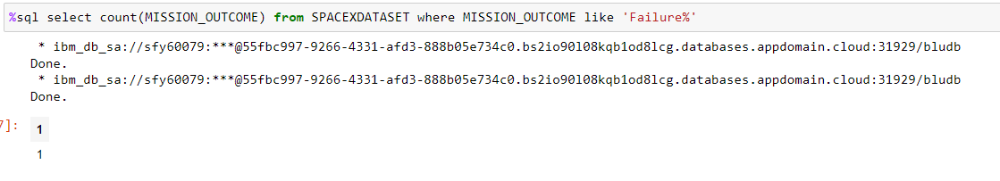 %sql select count(MISSION_OUTCOME) from SPACEXDATASET where MISSION_OUTCOME like 'Failure%'
* ibm_db_sa://sfy60079:***@55fbc997-9266-4331-afd3-888b05e734c0.bs2io90l08kqb1od8lcg.databases.appdomain.cloud:31929/bludb
Done.
* ibm_db_sa://sfy60079:***@55fbc997-9266-4331-afd3-888b05e734c0.bs2io90l08kqb1od8lcg.databases.appdomain.cloud:31929/bludb
Done.
7]: 1
1